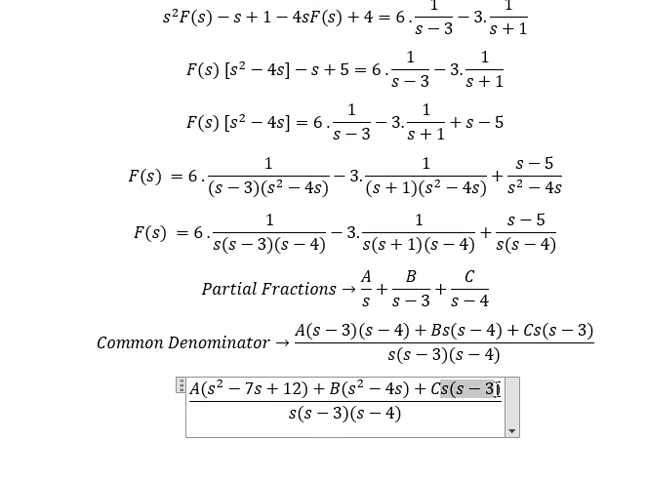 s²F(s) − s + 1 − 4sF(s) + 4 = 6 . 1/(s − 3) − 3. 1/(s + 1)
F(s) [s² − 4s] − s + 5 = 6 . 1/(s − 3) − 3. 1/(s + 1)
F(s) [s² − 4s] = 6 . 1/(s − 3) − 3. 1/(s + 1) + s − 5
F(s) = 6 . 1/((s − 3)(s² − 4s)) − 3. 1/((s + 1)(s² − 4s)) + (s − 5)/(s² − 4s)
F(s) = 6 . 1/(s(s − 3)(s − 4)) − 3. 1/(s(s + 1)(s − 4)) + (s − 5)/(s(s − 4))
Partial Fractions → A/s + B/(s − 3) + C/(s − 4)
Common Denominator → (A(s − 3)(s − 4) + Bs(s − 4) + Cs(s − 3))/(s(s − 3)(s − 4))
(A(s² − 7s + 12) + B(s² − 4s) + Cs(s − 3))/(s(s − 3)(s − 4))